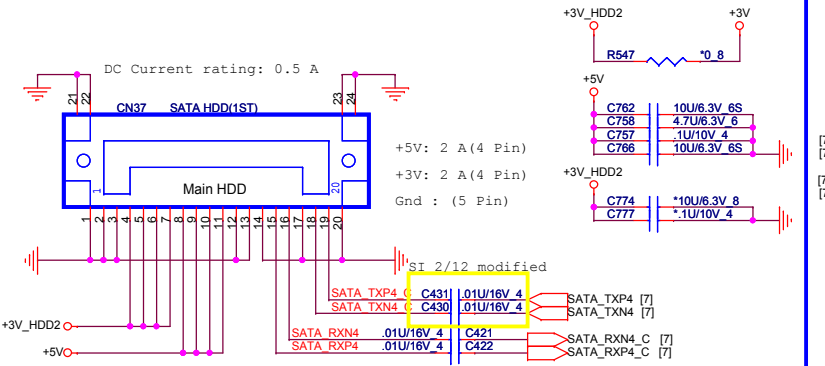 +3V_HDD2 +3V
R547 *0_8
DC Current rating: 0.5 A
+5V
21 22 23 24
CN37 SATA HDD(1ST)
C762 10U/6.3V_6S
C758 4.7U/6.3V_6
C757 .1U/10V_4
C766 10U/6.3V_6S
+5V: 2 A(4 Pin)
+3V: 2 A(4 Pin)
Gnd : (5 Pin)
+3V_HDD2
1 Main HDD 20
C774 *10U/6.3V_8
C777 *.1U/10V_4
1 2 3 4 5 6 7 8 9 10 11 12 13 14 15 16 17 18 19 20
SI 2/12 modified
SATA_TXP4_C C431 .01U/16V_4 SATA_TXP4 [7]
SATA_TXN4_C C430 .01U/16V_4 SATA_TXN4 [7]
+3V_HDD2
SATA_RXN4 .01U/16V_4 C421 SATA_RXN4_C [7]
SATA_RXP4 .01U/16V_4 C422 SATA_RXP4_C [7]
+5V